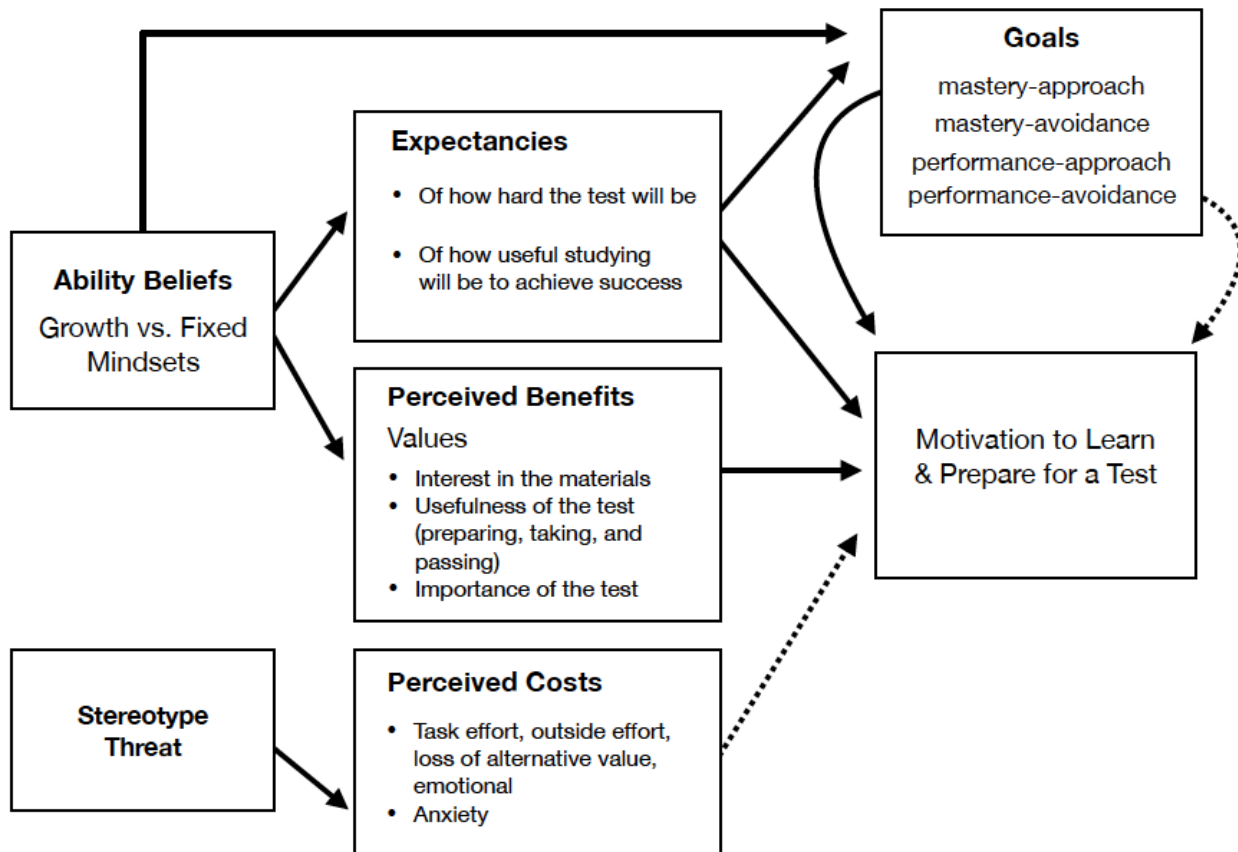 Goals
mastery-approach
mastery-avoidance
performance-approach
performance-avoidance
Expectancies
• Of how hard the test will be
• Of how useful studying
will be to achieve success
Ability Beliefs
Growth vs. Fixed
Mindsets
Perceived Benefits
Values
• Interest in the materials
• Usefulness of the test
(preparing, taking, and
passing)
• Importance of the test
Motivation to Learn
& Prepare for a Test
Stereotype
Threat
Perceived Costs
• Task effort, outside effort,
loss of alternative value,
emotional
• Anxiety